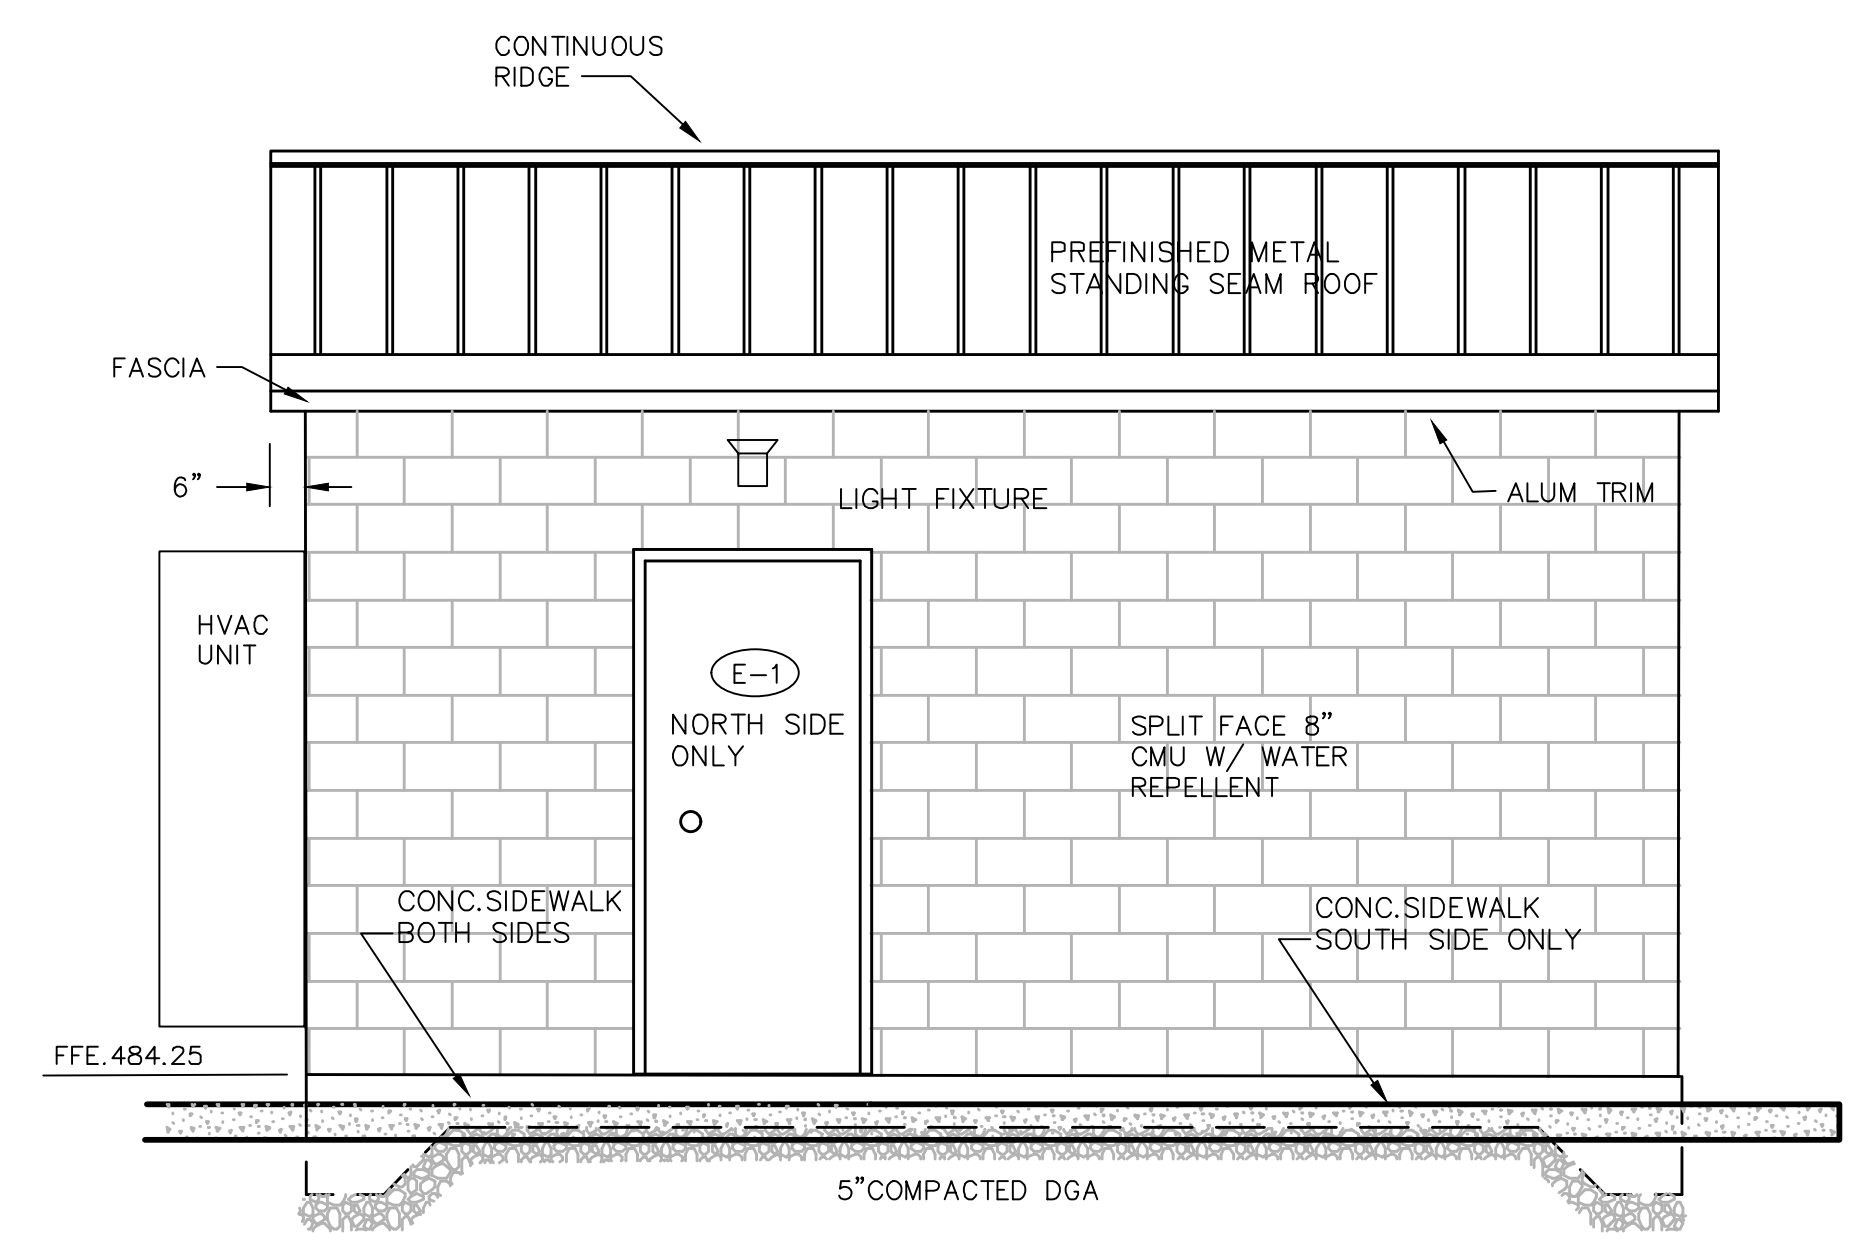 CONTINUOUS
RIDGE
PREFINISHED METAL
STANDING SEAM ROOF
FASCIA
6”
LIGHT FIXTURE
ALUM TRIM
HVAC
UNIT
E-1
NORTH SIDE
ONLY
SPLIT FACE 8”
CMU W/ WATER
REPELLENT
CONC.SIDEWALK
BOTH SIDES
CONC.SIDEWALK
SOUTH SIDE ONLY
FFE.484.25
5”COMPACTED DGA